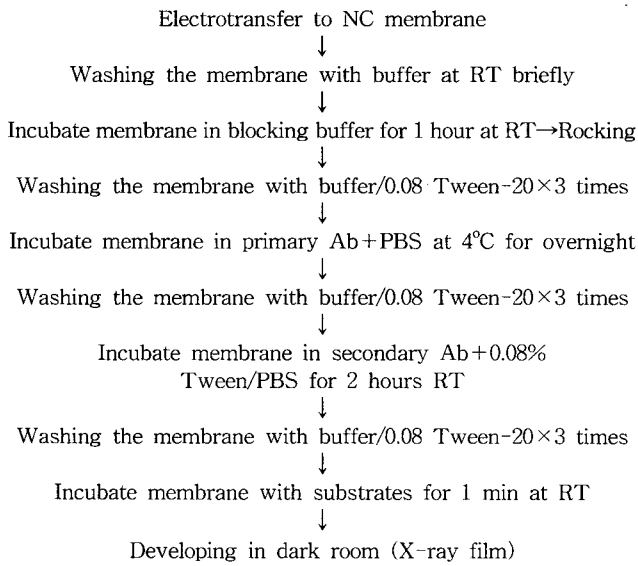 Electrotransfer to NC membrane
↓
Washing the membrane with buffer at RT briefly
↓
Incubate membrane in blocking buffer for 1 hour at RT→Rocking
↓
Washing the membrane with buffer/0.08 Tween-20×3 times
↓
Incubate membrane in primary Ab+PBS at 4°C for overnight
↓
Washing the membrane with buffer/0.08 Tween-20×3 times
↓
Incubate membrane in secondary Ab+0.08%
Tween/PBS for 2 hours RT
↓
Washing the membrane with buffer/0.08 Tween-20×3 times
↓
Incubate membrane with substrates for 1 min at RT
↓
Developing in dark room (X-ray film)